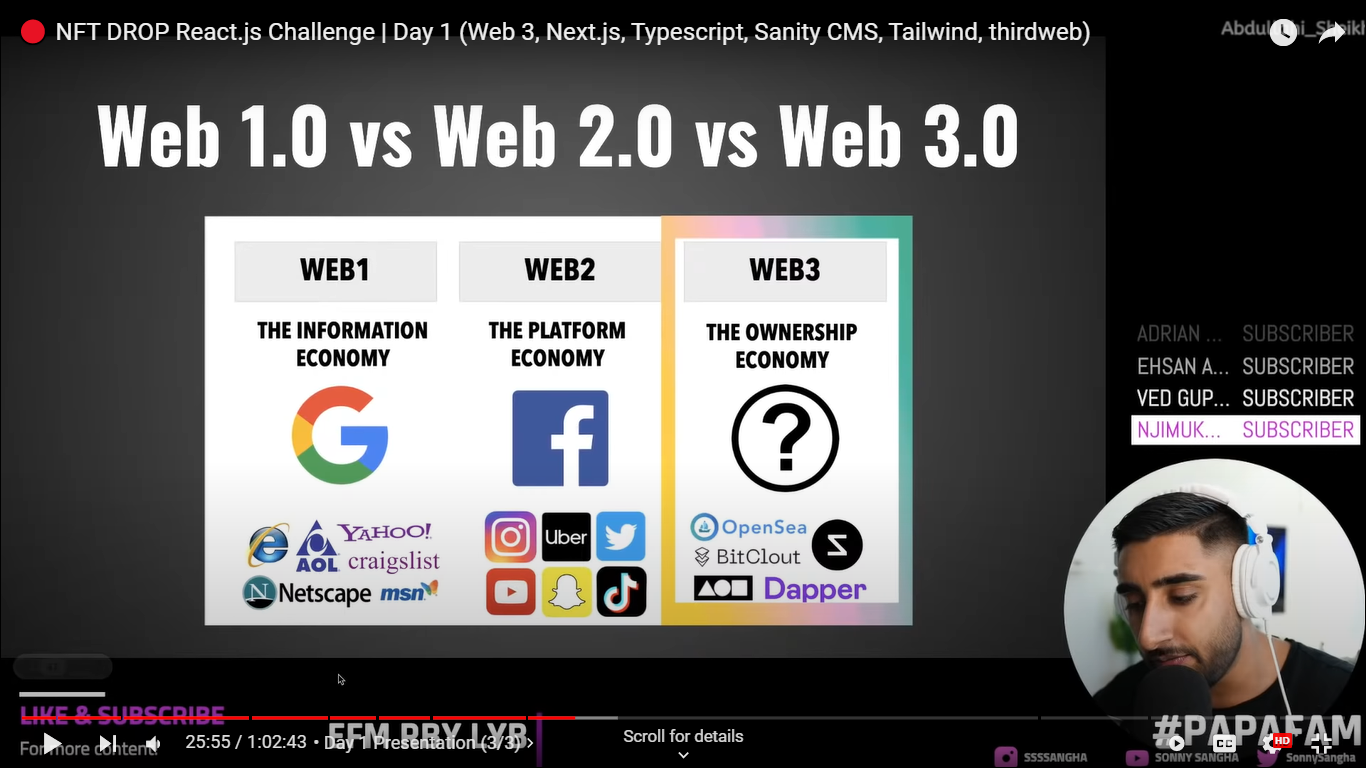 NFT DROP React.js Challenge | Day 1 (Web 3, Next.js, Typescript, Sanity CMS, Tailwind, thirdweb)
Web 1.0 vs Web 2.0 vs Web 3.0
WEB1
WEB2
WEB3
THE INFORMATION
ECONOMY
THE PLATFORM
ECONOMY
THE OWNERSHIP
ECONOMY
YAHOO!
AOL
craigslist
N Netscape
msn
Uber
OpenSea
BitClout
Dapper
ADRIAN ... SUBSCRIBER
EHSAN A... SUBSCRIBER
VED GUP... SUBSCRIBER
NJIMUK... SUBSCRIBER
LIKE & SUBSCRIBE
For more content!
25:55 / 1:02:43 • Day 1 Presentation (3/3) >
Scroll for details
#PAPAFAM
CC
HD
SSSSANGHA
SONNY SANGHA
SonnySangha